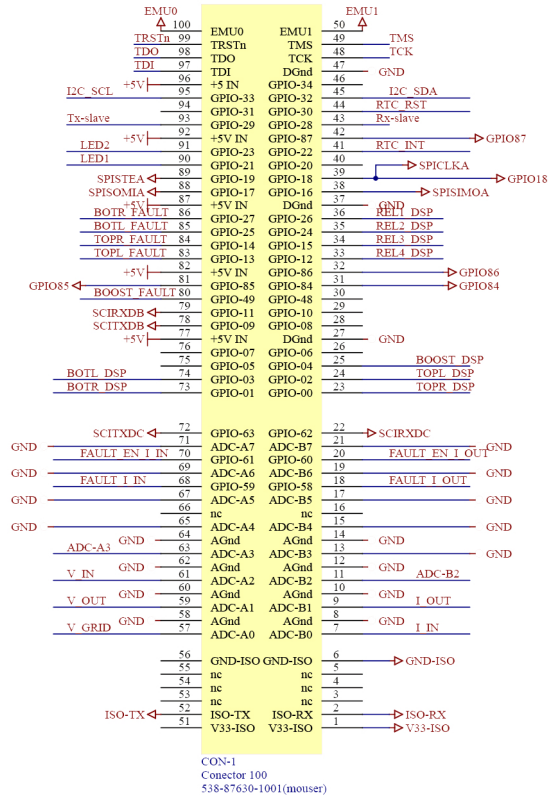 EMU0 EMU1
100 EMU0 EMU1 50
TRSTn 99 TRSTn TMS 49 TMS
TDO 98 TDO TCK 48 TCK
TDI 97 TDI DGnd 47 GND
+5V 96 +5 IN GPIO-34 46
I2C_SCL 95 GPIO-33 GPIO-32 45 I2C_SDA
94 GPIO-31 GPIO-30 44 RTC_RST
Tx-slave 93 GPIO-29 GPIO-28 43 Rx-slave
+5V 92 +5V IN GPIO-87 42 GPIO87
LED2 91 GPIO-23 GPIO-22 41 RTC_INT
LED1 90 GPIO-21 GPIO-20 40 SPICLKA
SPISTEA 89 GPIO-19 GPIO-18 39 GPIO18
SPISOMIA 88 GPIO-17 GPIO-16 38 SPISIMOA
+5V 87 +5V IN DGnd 37 GND
BOTR_FAULT 86 GPIO-27 GPIO-26 36 REL1_DSP
BOTL_FAULT 85 GPIO-25 GPIO-24 35 REL2_DSP
TOPR_FAULT 84 GPIO-14 GPIO-15 34 REL3_DSP
TOPL_FAULT 83 GPIO-13 GPIO-12 33 REL4_DSP
+5V 82 +5V IN GPIO-86 32 GPIO86
GPIO85 81 GPIO-85 GPIO-84 31 GPIO84
BOOST_FAULT 80 GPIO-49 GPIO-48 30
SCIRXDB 79 GPIO-11 GPIO-10 29
SCITXDB 78 GPIO-09 GPIO-08 28
+5V 77 +5V IN DGnd 27 GND
76 GPIO-07 GPIO-06 26
75 GPIO-05 GPIO-04 25 BOOST_DSP
BOTL_DSP 74 GPIO-03 GPIO-02 24 TOPL_DSP
BOTR_DSP 73 GPIO-01 GPIO-00 23 TOPR_DSP
SCITXDC 72 GPIO-63 GPIO-62 22 SCIRXDC
GND 71 ADC-A7 ADC-B7 21 GND
FAULT_EN_I_IN 70 GPIO-61 GPIO-60 20 FAULT_EN_I_OUT
GND 69 ADC-A6 ADC-B6 19 GND
FAULT_I_IN 68 GPIO-59 GPIO-58 18 FAULT_I_OUT
GND 67 ADC-A5 ADC-B5 17 GND
66 nc nc 16
GND 65 ADC-A4 ADC-B4 15 GND
GND 64 AGnd AGnd 14 GND
ADC-A3 63 ADC-A3 ADC-B3 13 GND
GND 62 AGnd AGnd 12 GND
V_IN 61 ADC-A2 ADC-B2 11 ADC-B2
GND 60 AGnd AGnd 10 GND
V_OUT 59 ADC-A1 ADC-B1 9 I_OUT
GND 58 AGnd AGnd 8 GND
V_GRID 57 ADC-A0 ADC-B0 7 I_IN
56 GND-ISO GND-ISO 6 GND-ISO
55 nc nc 5
54 nc nc 4
53 nc nc 3
ISO-TX 52 ISO-TX ISO-RX 2 ISO-RX
51 V33-ISO V33-ISO 1 V33-ISO
CON-1
Conector 100
538-87630-1001(mouser)